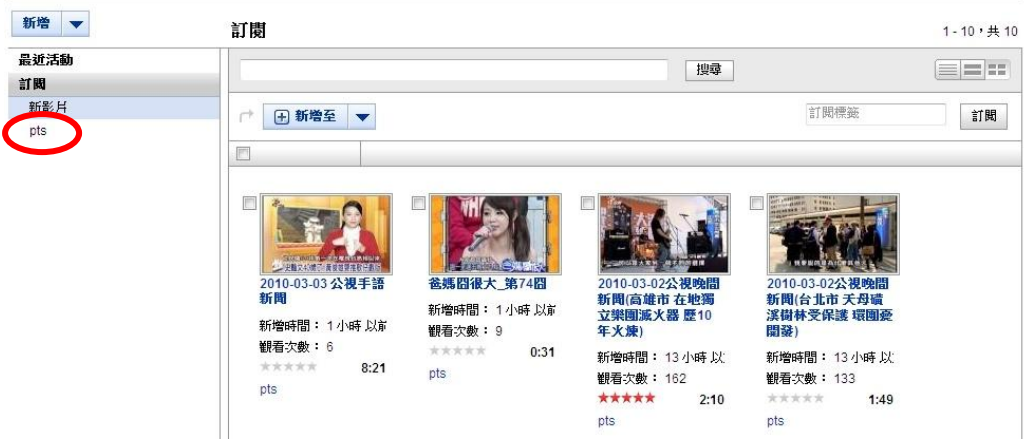 新增
訂閱
1 - 10，共 10
最近活動
訂閱
新影片
pts
搜尋
新增至
訂閱標籤
訂閱
2010-03-03 公視手語
新聞
新增時間： 1 小時 以前
觀看次數： 6
8:21
pts
爸媽囧很大_第74囧
新增時間： 1 小時 以前
觀看次數： 9
0:31
pts
2010-03-02公視晚間
新聞(高雄市 在地獨
立樂團滅火器 歷10
年火煉)
新增時間： 13 小時 以
觀看次數： 162
2:10
pts
2010-03-02公視晚間
新聞(台北市 天母磺
溪樹林受保護 環團憂
開發)
新增時間： 13 小時 以
觀看次數： 133
1:49
pts